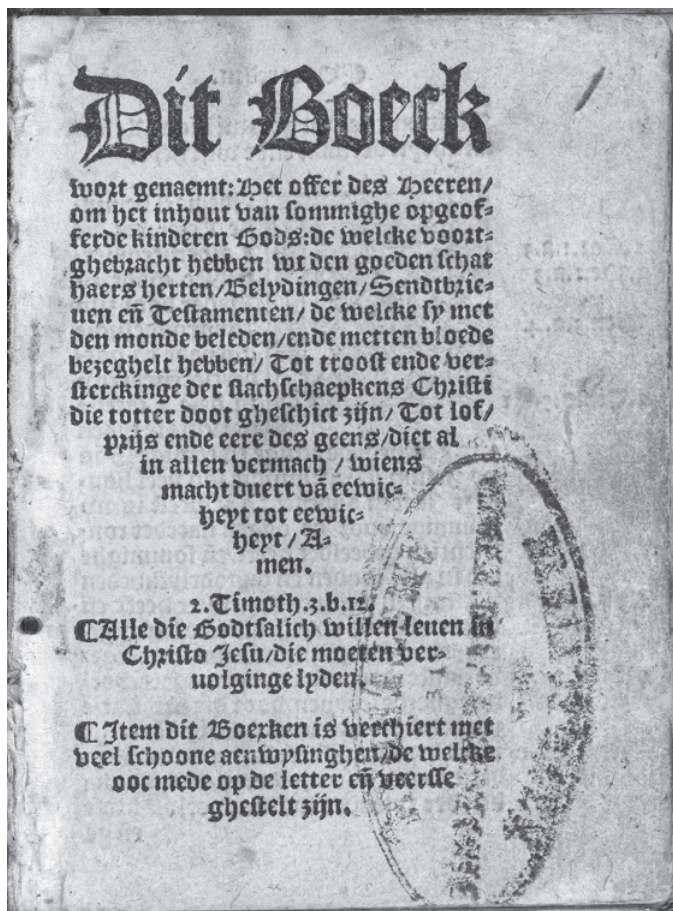 Dit Boeck
wort genaemt: Het offer des Heeren/
om het inhout van sommighe opgeof⸗
ferde kinderen Gods: de welcke voort⸗
ghebracht hebben wt den goeden schat
haers herten/Belydingen/Sendtbrie⸗
uen eñ Testamenten/ de welcke sy met
den monde beleden/ende metten bloede
bezeghelt hebben/ Tot troost ende ver⸗
sterckinge der slachschaepkens Christi
die totter doot gheschict zijn/ Tot lof/
prijs ende eere des geens/diet al
in allen vermach / wiens
macht duert vā eewic⸗
heyt tot eewic⸗
heyt / A⸗
men.
2. Timoth. 3. b. 12.
¶ Alle die Godtsalich willen leuen in
Christo Jesu/die moeten ver⸗
uolginge lyden.
¶ Item dit Boexken is verchiert met
veel schoone aenwysinghen/de welcke
ooc mede op de letter eñ veersse
ghestelt zijn.